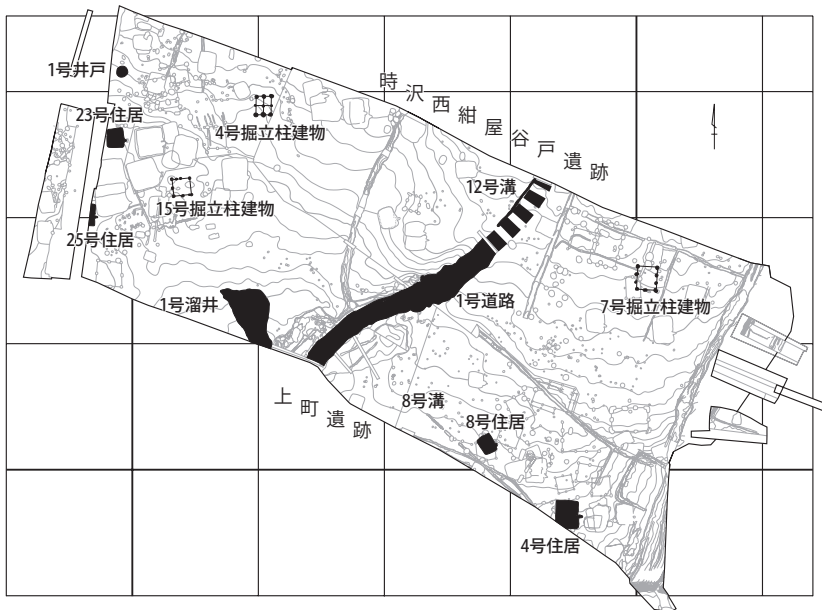 1号井戸
23号住居
4号掘立柱建物
時沢西紺屋谷戸遺跡
12号溝
15号掘立柱建物
25号住居
1号溜井
1号道路
7号掘立柱建物
上町遺跡
8号溝
8号住居
4号住居